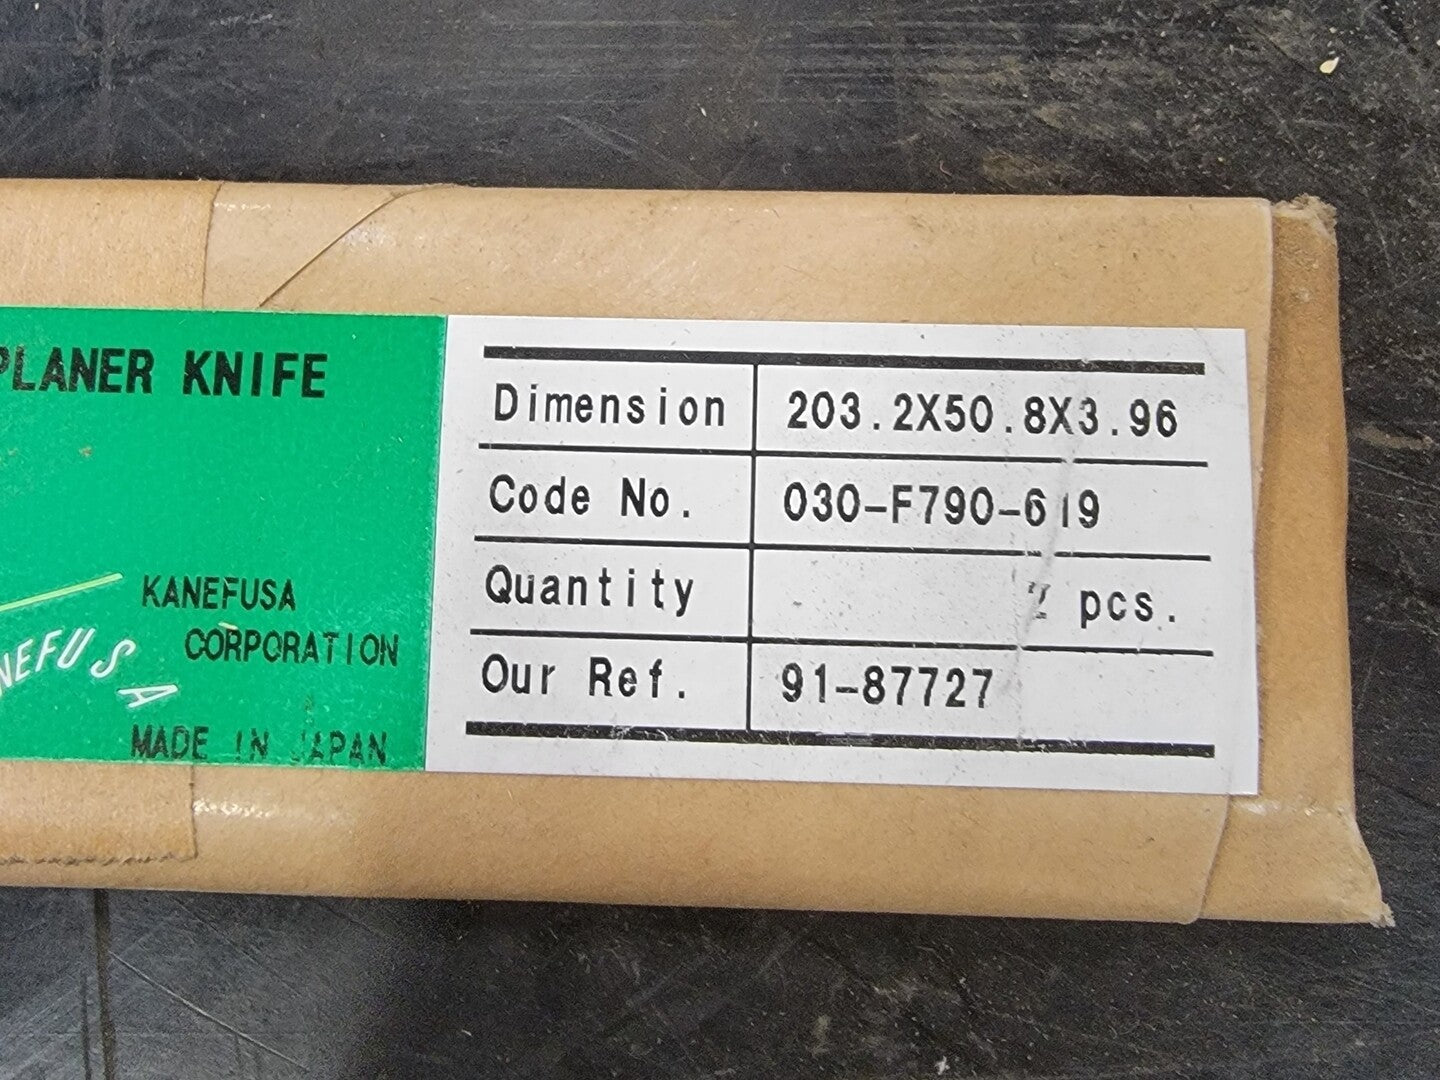 PLANER KNIFE
KANEFUSA
CORPORATION
NEFUSA
MADE IN JAPAN
Dimension 203.2X50.8X3.96
Code No. 030-F790-619
Quantity pcs.
Our Ref. 91-87727